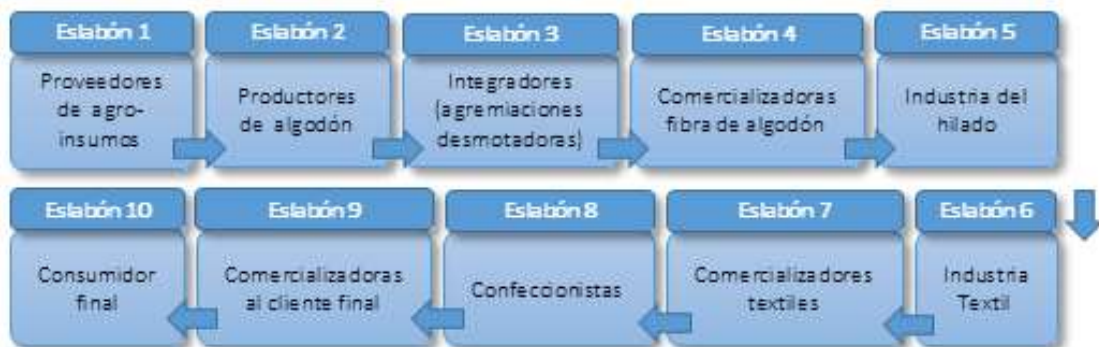 Eslabón 1
Proveedores
de agro-
insumos
Eslabón 2
Productores
de algodón
Eslabón 3
Integradores
(agremiaciones
desmotadoras)
Eslabón 4
Comercializadoras
fibra de algodón
Eslabón 5
Industria del
hilado
Eslabón 10
Consumidor
final
Eslabón 9
Comercializadoras
al cliente final
Eslabón 8
Confeccionistas
Eslabón 7
Comercializadores
textiles
Eslabón 6
Industria
Textil